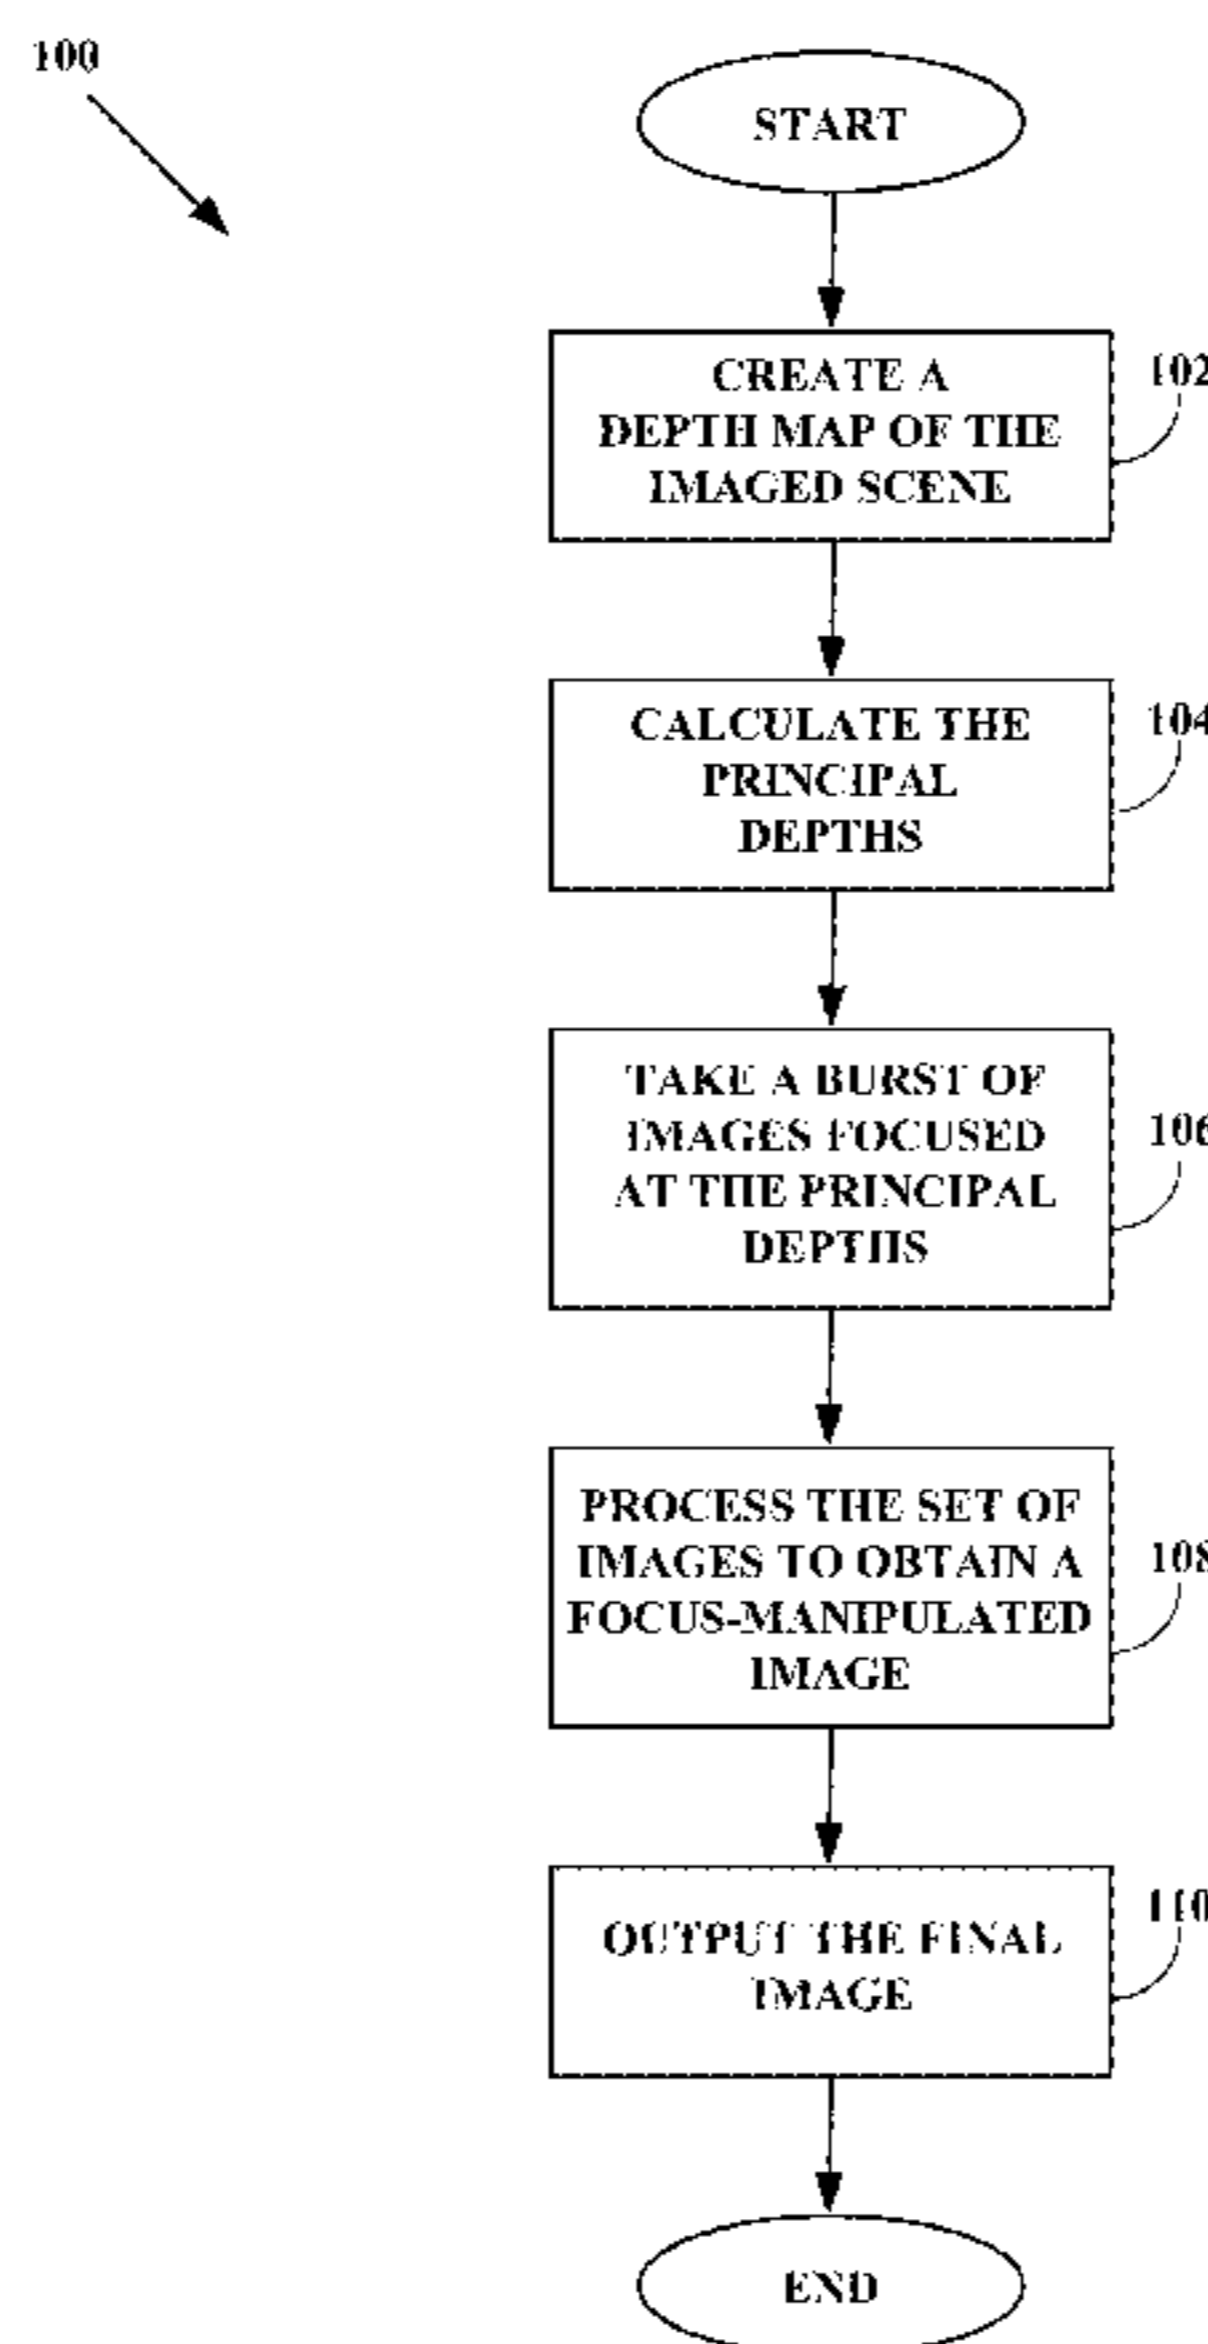 100
START
CREATE A
DEPTH MAP OF THE
IMAGED SCENE
102
CALCULATE THE
PRINCIPAL
DEPTHS
104
TAKE A BURST OF
IMAGES FOCUSED
AT THE PRINCIPAL
DEPTHS
106
PROCESS THE SET OF
IMAGES TO OBTAIN A
FOCUS-MANIPULATED
IMAGE
108
OUTPUT THE FINAL
IMAGE
110
END